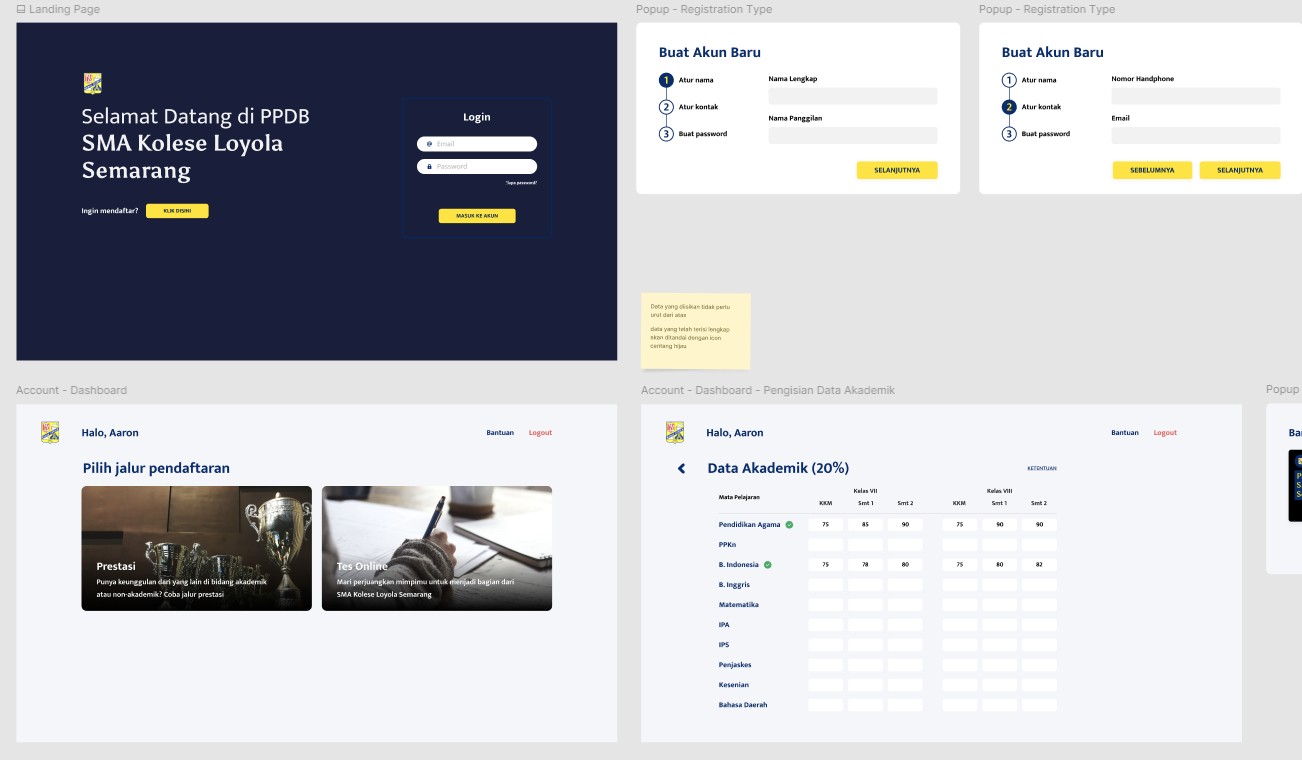 Landing Page
Selamat Datang di PPDB
SMA Kolese Loyola
Semarang
Ingin mendaftar?
KLIK DISINI
Login
@ Email
Password
MASUK KE AKUN
Popup - Registration Type
Buat Akun Baru
1 Atur nama
2 Atur kontak
3 Buat password
Nama Lengkap
Nama Panggilan
SELANJUTNYA
Popup - Registration Type
Buat Akun Baru
1 Atur nama
2 Atur kontak
3 Buat password
Nomor Handphone
Email
SEBELUMNYA
SELANJUTNYA
Data yang diisikan tidak perlu
urut dari atas
data yang telah terisi lengkap
akan ditandai dengan icon
centang hijau
Account - Dashboard
Halo, Aaron
Bantuan
Logout
Pilih jalur pendaftaran
Prestasi
Punya keunggulan dari yang lain di bidang akademik
atau non-akademik? Coba jalur prestasi
Tes Online
Mari perjuangkan mimpimu untuk menjadi bagian dari
SMA Kolese Loyola Semarang
Account - Dashboard - Pengisian Data Akademik
Halo, Aaron
Bantuan
Logout
Data Akademik (20%)
KETENTUAN
Mata Pelajaran
Kelas VII
Kelas VIII
KKM Smt 1 Smt 2 KKM Smt 1 Smt 2
Pendidikan Agama 75 85 90 75 90 90
PPKn
B. Indonesia 75 78 80 75 80 82
B. Inggris
Matematika
IPA
IPS
Penjaskes
Kesenian
Bahasa Daerah
Popup